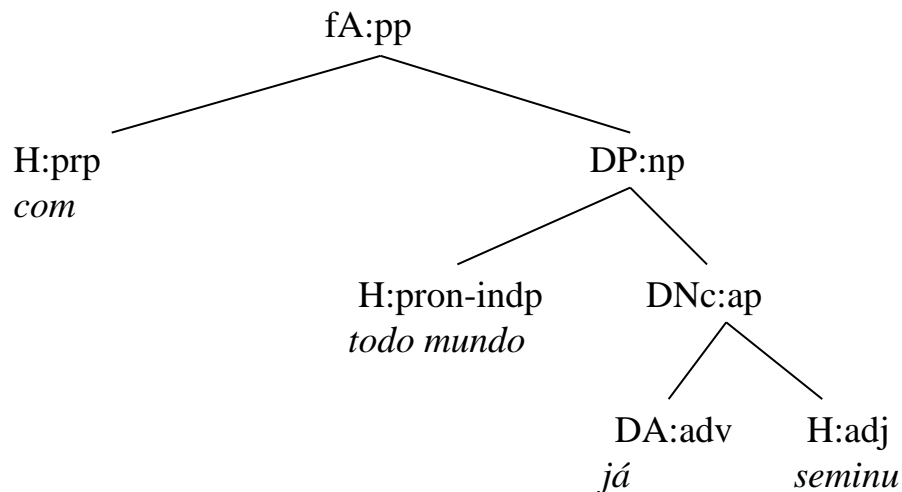 fA:pp
H:prp DP:np
com
H:pron-indp DNc:ap
todo mundo
DA:adv H:adj
já seminu